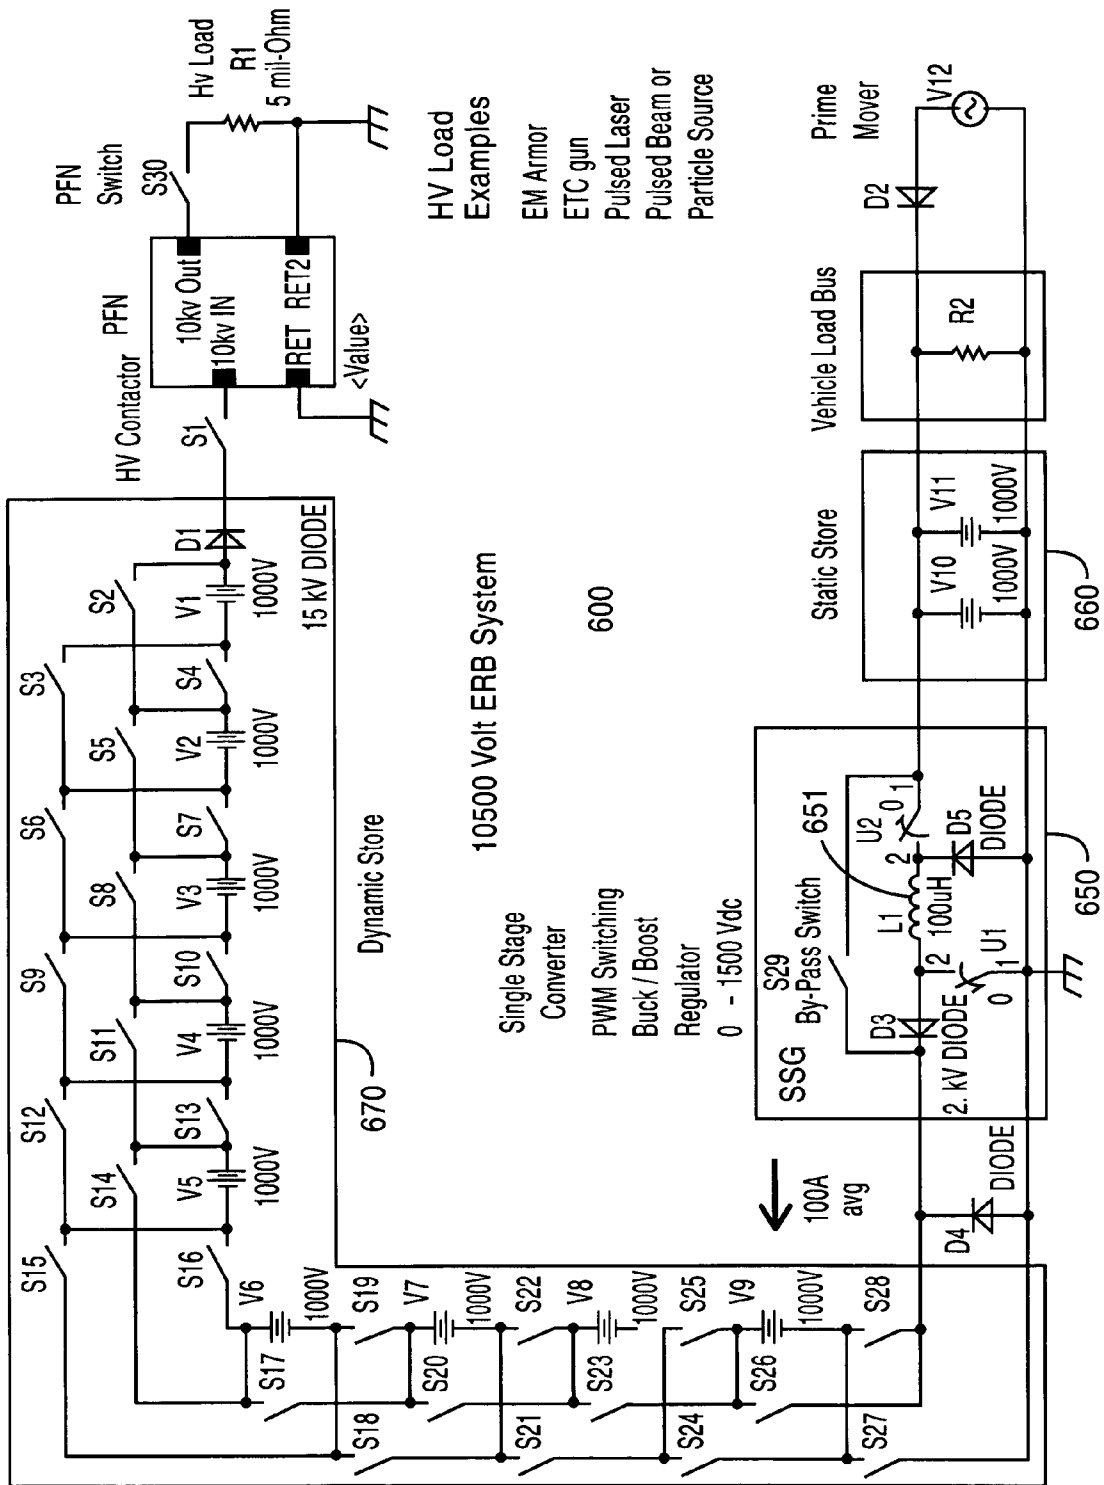 S15
S12
S9
S6
S3
S14
S11
S8
S5
S2
S16
S13
S10
S7
S4
V5
1000V
V4
1000V
V3
1000V
V2
1000V
V1
1000V
D1
15 kV DIODE
HV Contactor
S1
PFN
10kv Out
10kv IN
RET
RET2
<Value>
PFN
Switch
S30
Hv Load
R1
5 mil-Ohm
V6
1000V
S17
S19
V7
1000V
S18
S20
S22
V8
1000V
S21
S23
S25
V9
1000V
S24
S26
S28
S27
Dynamic Store
670
10500 Volt ERB System
600
HV Load
Examples
EM Armor
ETC gun
Pulsed Laser
Pulsed Beam or
Particle Source
Single Stage
Converter
PWM Switching
Buck / Boost
Regulator
0 - 1500 Vdc
100A
avg
D4
DIODE
SSG
S29
By-Pass Switch
D3
2. kV DIODE
L1
100uH
651
U2
0
1
2
D5
DIODE
2
U1
0
1
650
Static Store
V10
1000V
V11
1000V
660
Vehicle Load Bus
R2
D2
Prime
Mover
V12